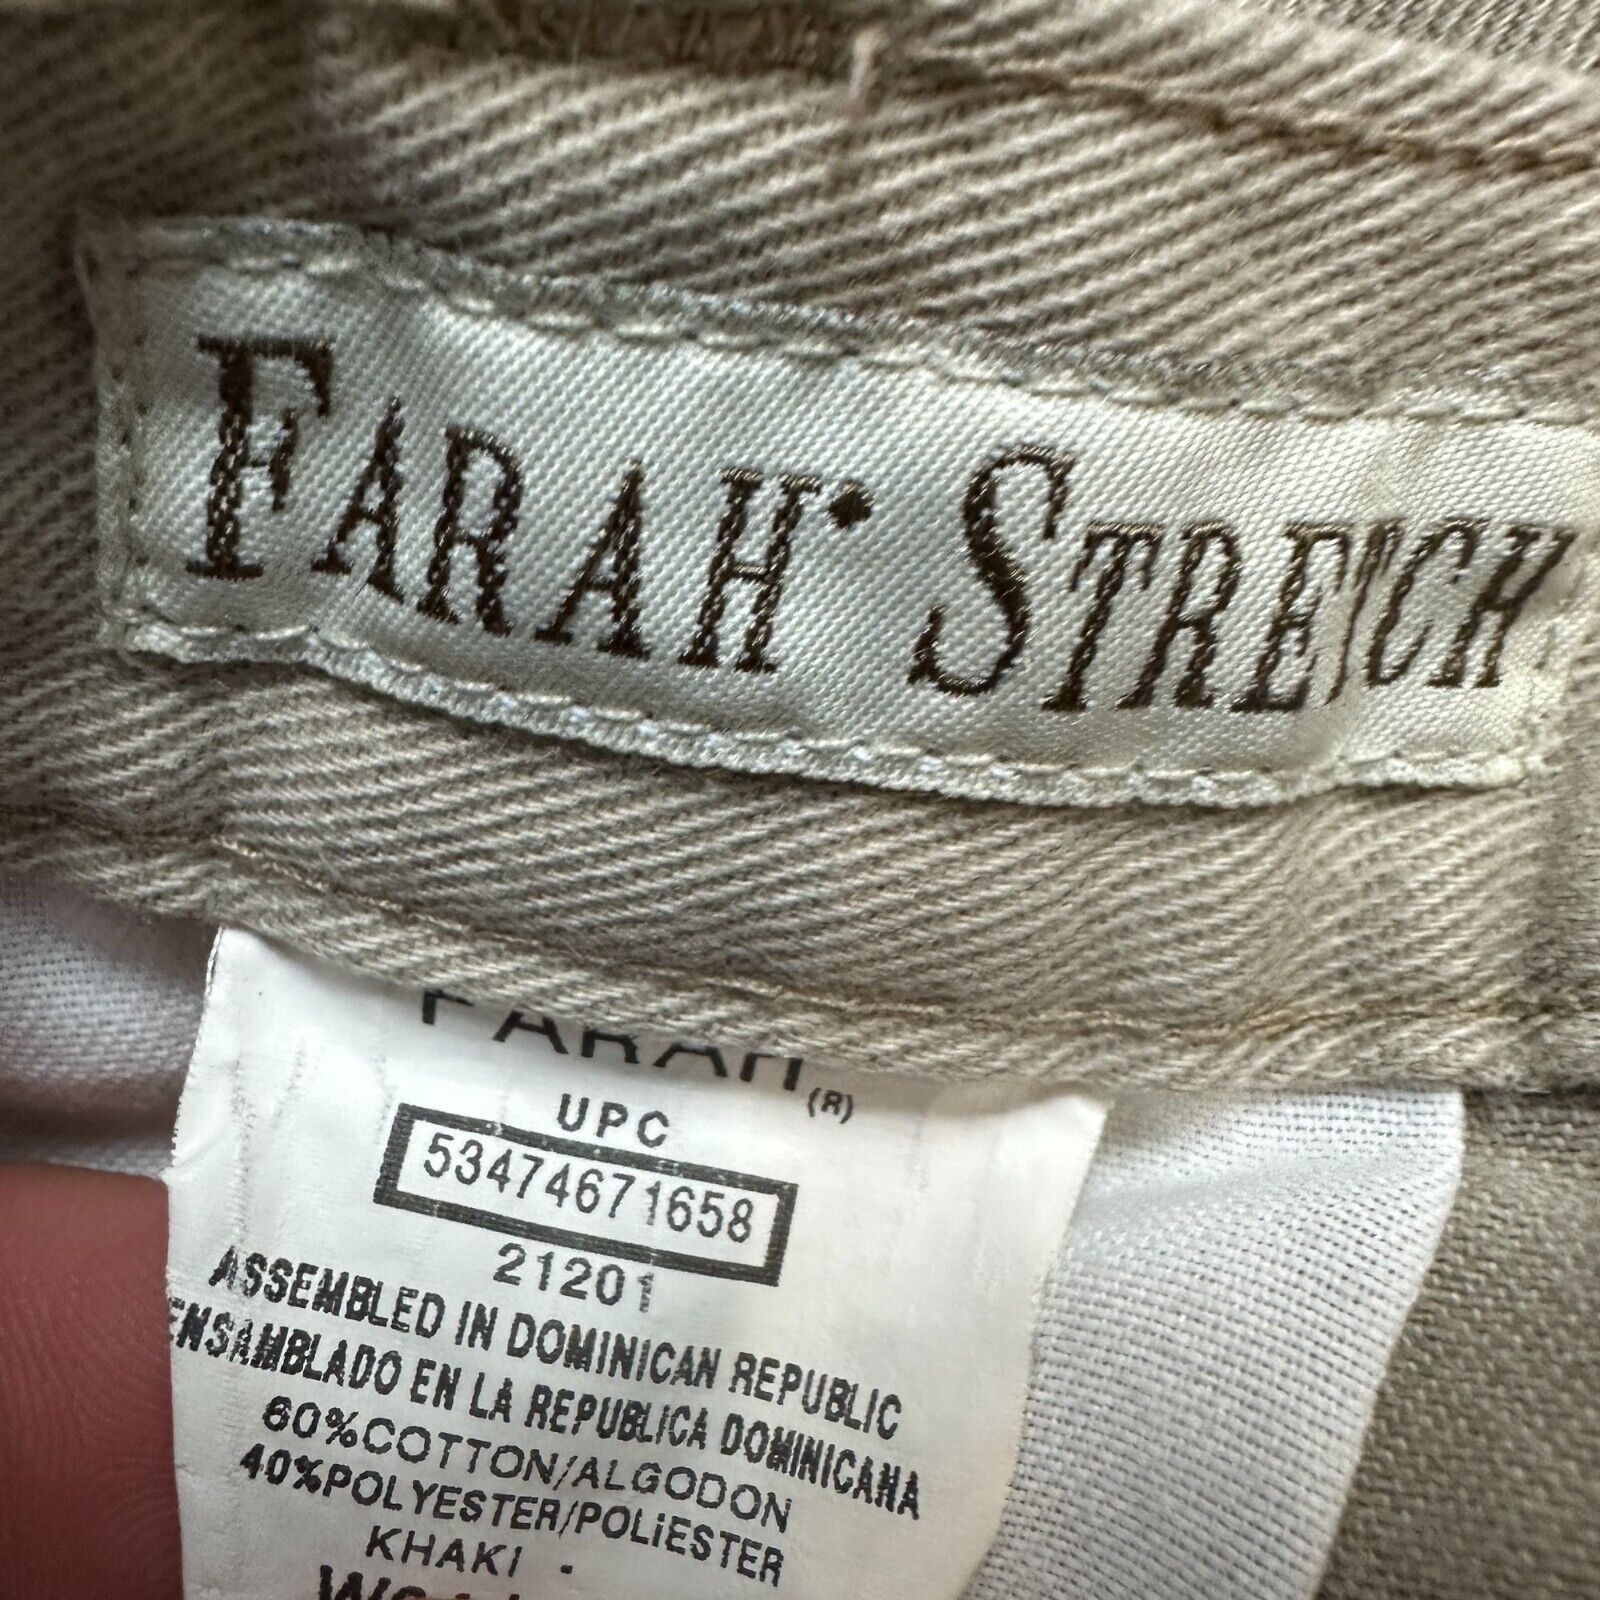 FARAH® STRETCH
FARAH(R)
UPC
53474671658
21201
ASSEMBLED IN DOMINICAN REPUBLIC
ENSAMBLADO EN LA REPUBLICA DOMINICANA
60%COTTON/ALGODON
40%POLYESTER/POLiESTER
KHAKI -